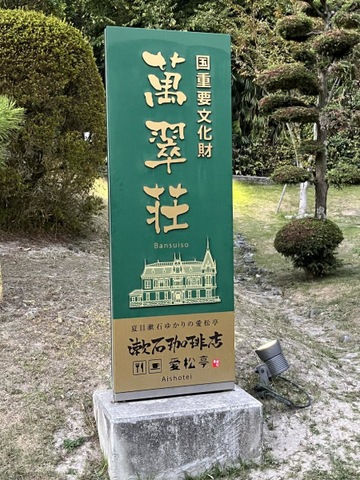 国重要文化財
萬翠荘
Bansuiso
夏目漱石ゆかりの愛松亭
漱石珈琲店
愛松亭
Aishotei